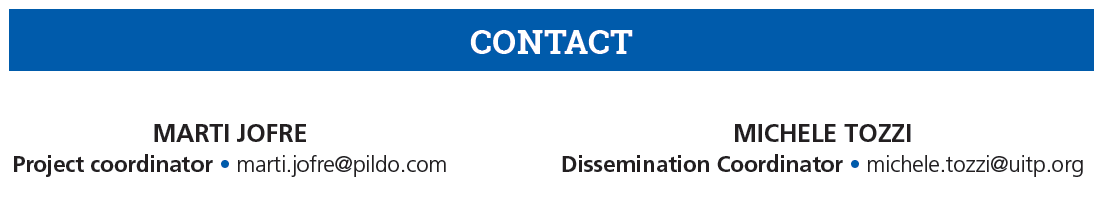 CONTACT
MARTI JOFRE
Project coordinator • marti.jofre@pildo.com
MICHELE TOZZI
Dissemination Coordinator • michele.tozzi@uitp.org